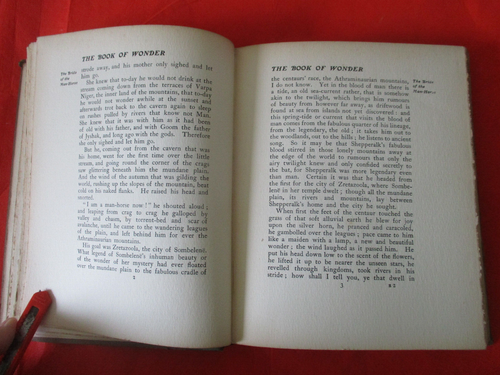 THE BOOK OF WONDER
The Bride
of the
Man-Horse
strode away, and his mother only sighed and let
him go.
She knew that to-day he would not drink at the
stream coming down from the terraces of Varpa
Niger, the inner land of the mountains, that to-day
he would not wonder awhile at the sunset and
afterwards trot back to the cavern again to sleep
on rushes pulled by rivers that know not Man.
She knew that it was with him as it had been
of old with his father, and with Goom the father
of Jyshak, and long ago with the gods. Therefore
she only sighed and let him go.
But he, coming out from the cavern that was
his home, went for the first time over the little
stream, and going round the corner of the crags
saw glittering beneath him the mundane plain.
And the wind of the autumn that was gilding the
world, rushing up the slopes of the mountain, beat
cold on his naked flanks. He raised his head and
snorted.
"I am a man-horse now!" he shouted aloud;
and leaping from crag to crag he galloped by
valley and chasm, by torrent-bed and scar of
avalanche, until he came to the wandering leagues
of the plain, and left behind him for ever the
Athraminaurian mountains.
His goal was Zretazoola, the city of Sombelenë.
What legend of Sombelenë's inhuman beauty or
of the wonder of her mystery had ever floated
over the mundane plain to the fabulous cradle of
2
THE BOOK OF WONDER
The Bride
of the
Man-Horse
the centaurs' race, the Athraminaurian mountains,
I do not know. Yet in the blood of man there is
a tide, an old sea-current rather, that is somehow
akin to the twilight, which brings him rumours
of beauty from however far away, as driftwood is
found at sea from islands not yet discovered: and
this spring-tide or current that visits the blood of
man comes from the fabulous quarter of his lineage,
from the legendary, the old; it takes him out to
the woodlands, out to the hills; he listens to ancient
song. So it may be that Shepperalk's fabulous
blood stirred in those lonely mountains away at
the edge of the world to rumours that only the
airy twilight knew and only confided secretly to
the bat, for Shepperalk was more legendary even
than man. Certain it was that he headed from
the first for the city of Zretazoola, where Sombelenë
in her temple dwelt; though all the mundane
plain, its rivers and mountains, lay between
Shepperalk's home and the city he sought.
When first the feet of the centaur touched the
grass of that soft alluvial earth he blew for joy
upon the silver horn, he pranced and caracoled,
he gambolled over the leagues; pace came to him
like a maiden with a lamp, a new and beautiful
wonder; the wind laughed as it passed him. He
put his head down low to the scent of the flowers,
he lifted it up to be nearer the unseen stars, he
revelled through kingdoms, took rivers in his
stride; how shall I tell you, ye that dwell in
3